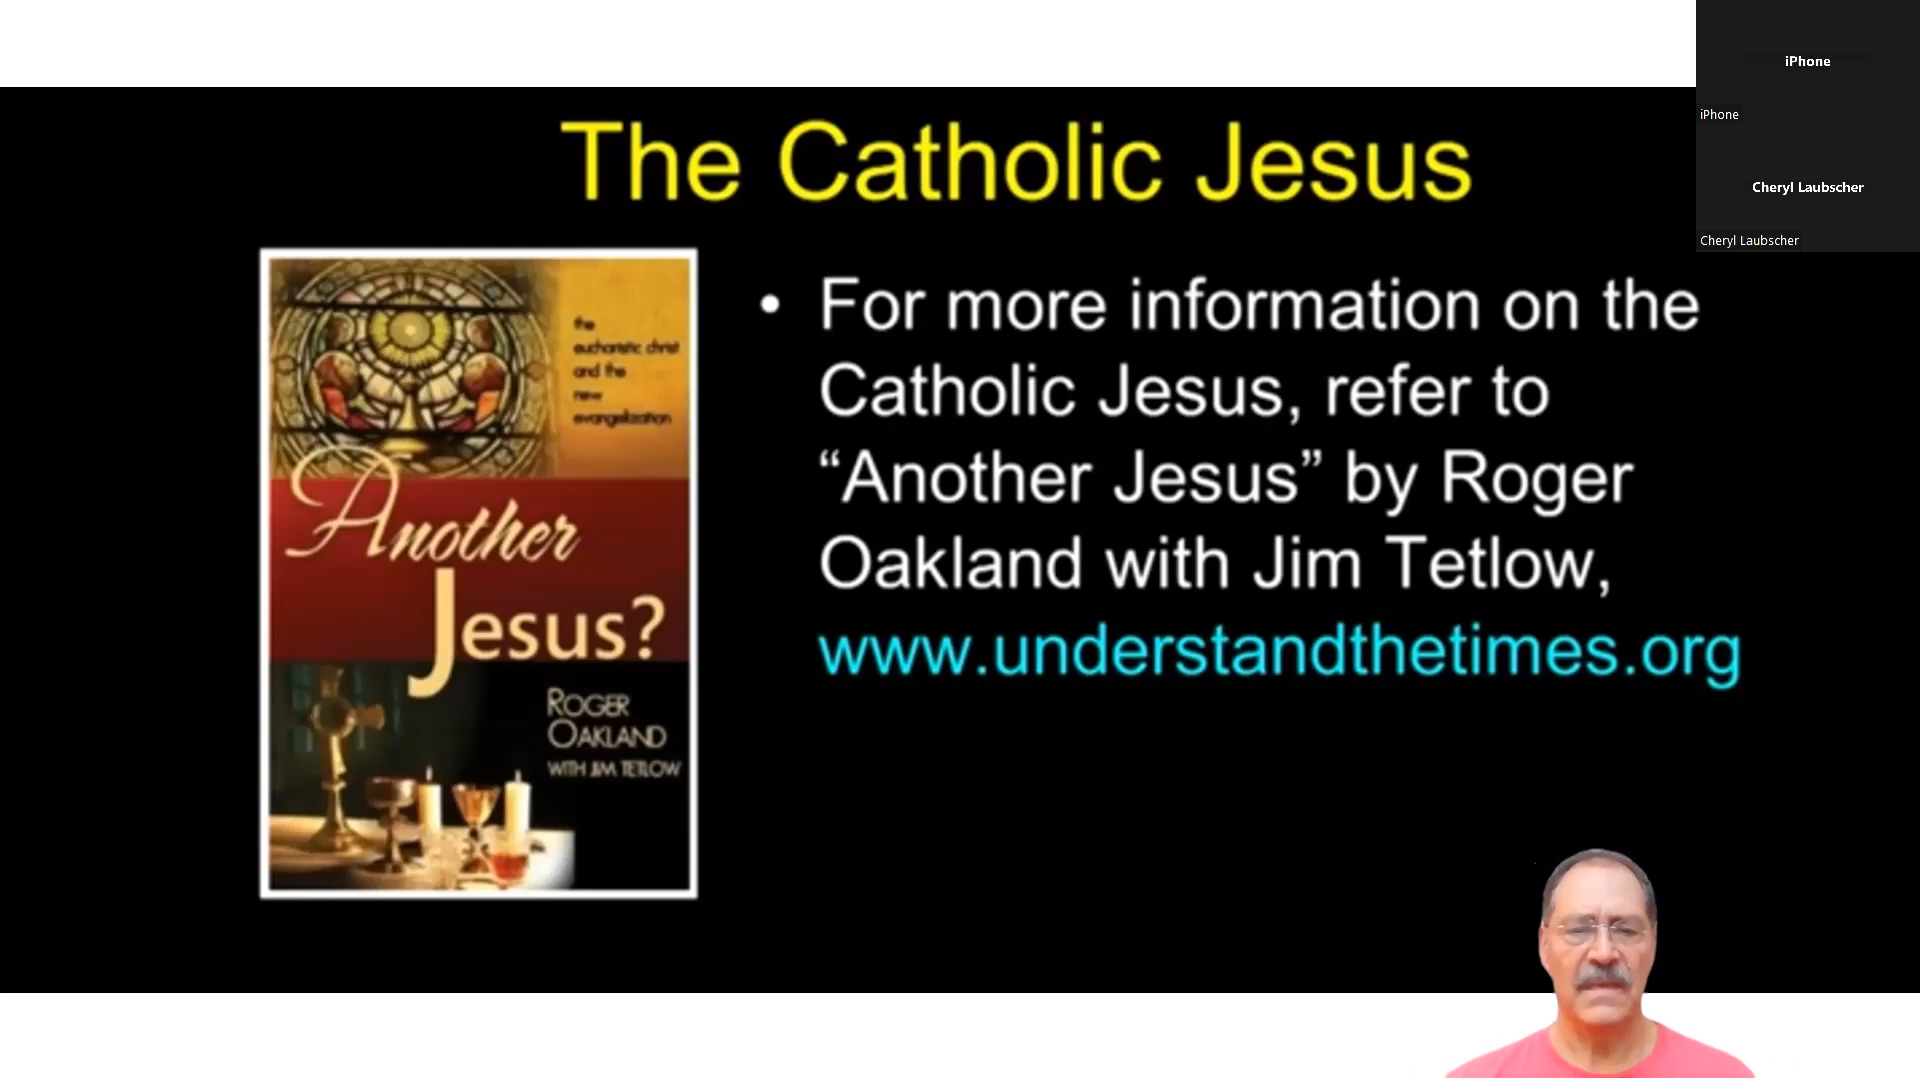 The Catholic Jesus
the
eucharistic christ
and the
new
evangelization
Another
Jesus?
ROGER
OAKLAND
WITH JIM TETLOW
• For more information on the
Catholic Jesus, refer to
“Another Jesus” by Roger
Oakland with Jim Tetlow,
www.understandthetimes.org
iPhone
iPhone
Cheryl Laubscher
Cheryl Laubscher